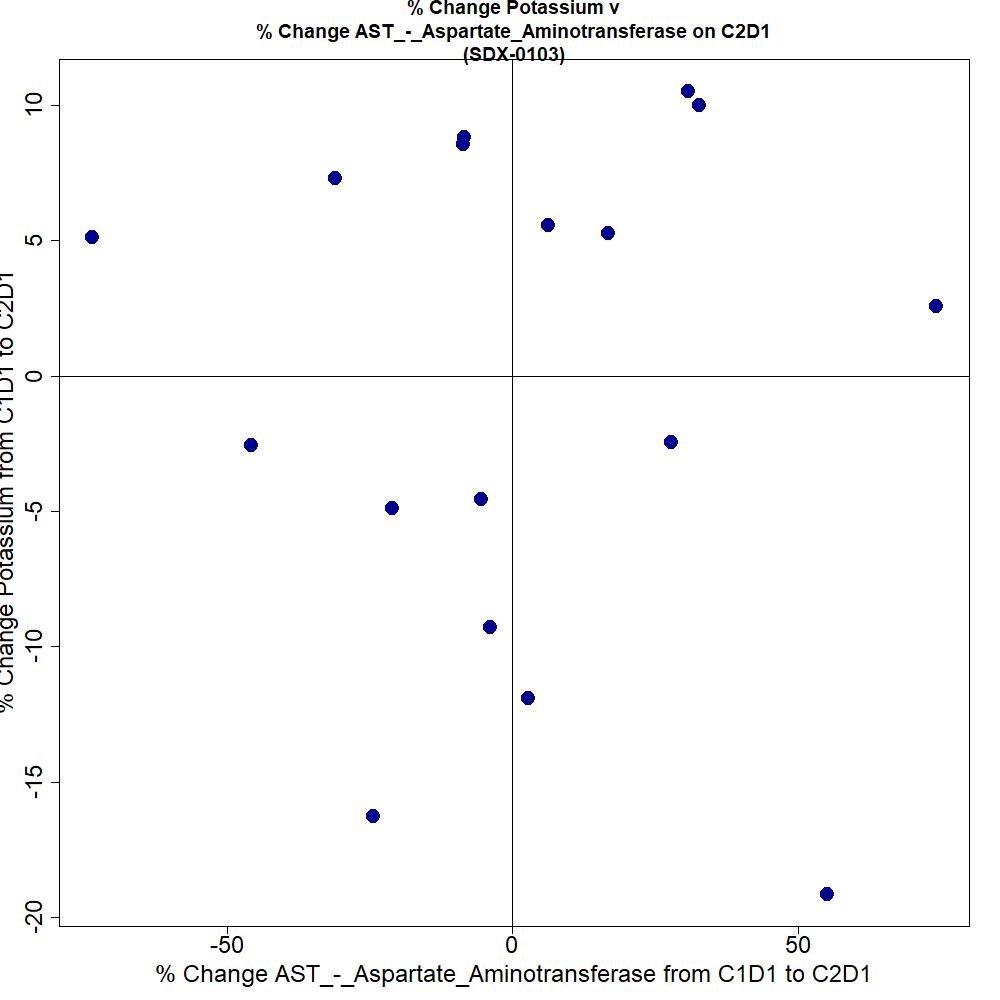 % Change Potassium v
% Change AST_-_Aspartate_Aminotransferase on C2D1
(SDX-0103)
% Change Potassium from C1D1 to C2D1
10
5
0
-5
-10
-15
-20
-50
0
50
% Change AST_-_Aspartate_Aminotransferase from C1D1 to C2D1